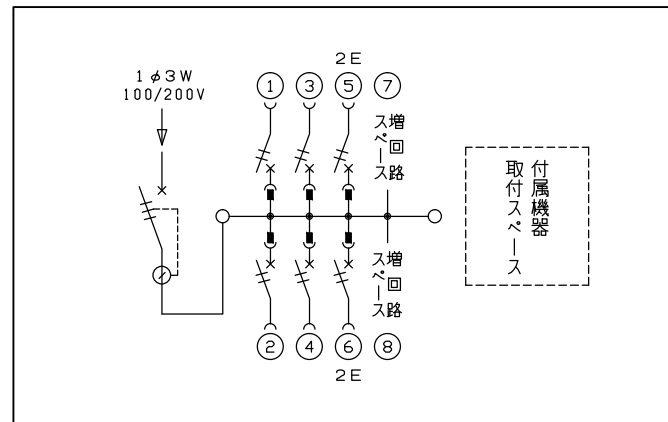 2E
1φ3W
100/200V
① ③ ⑤ ⑦
増回路
スペース
付属機器
取付スペース
増回路
スペース
② ④ ⑥ ⑧
2E